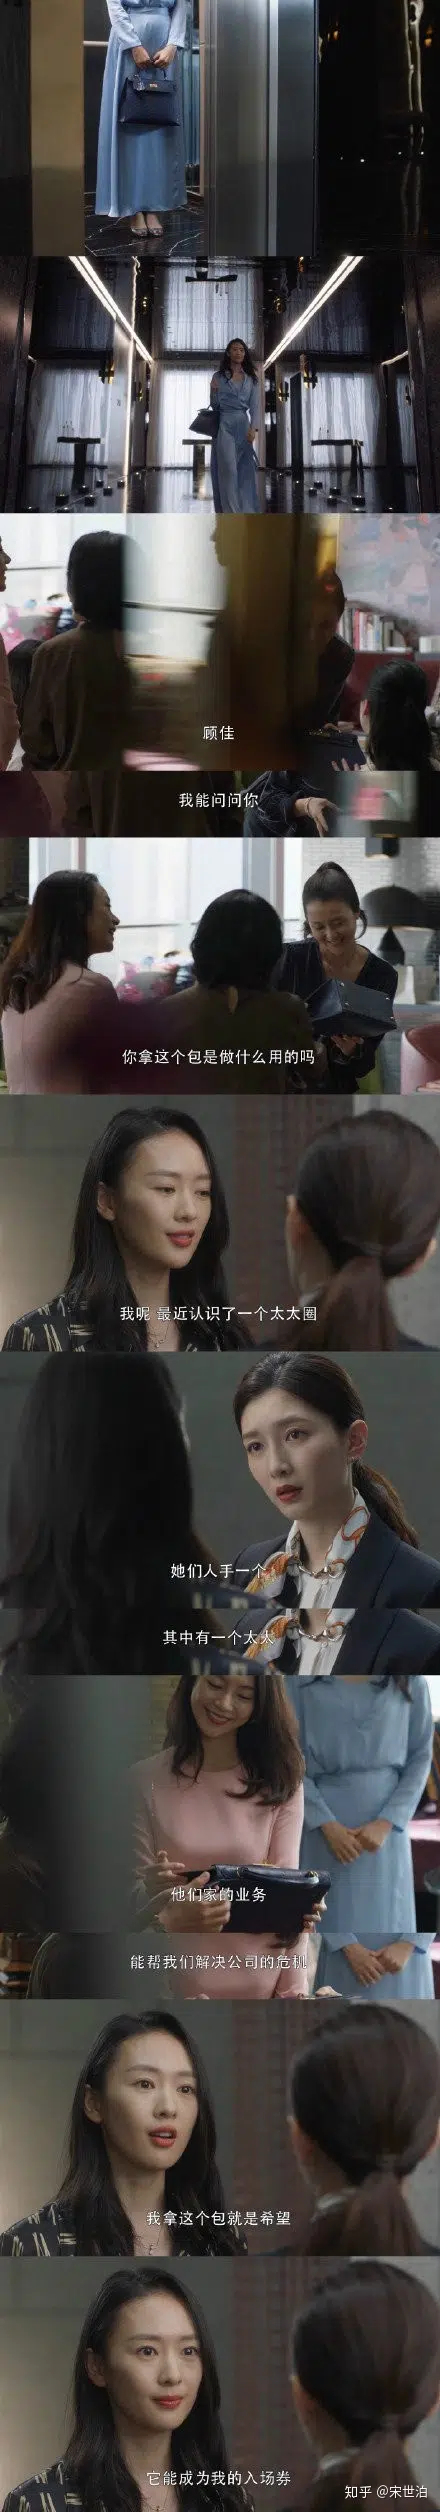 顾佳
我能问问你
你拿这个包是做什么用的吗
我呢 最近认识了一个太太圈
她们人手一个
其中有一个太太
他们家的业务
能帮我们解决公司的危机
我拿这个包就是希望
它能成为我的入场券
知乎 @宋世泊